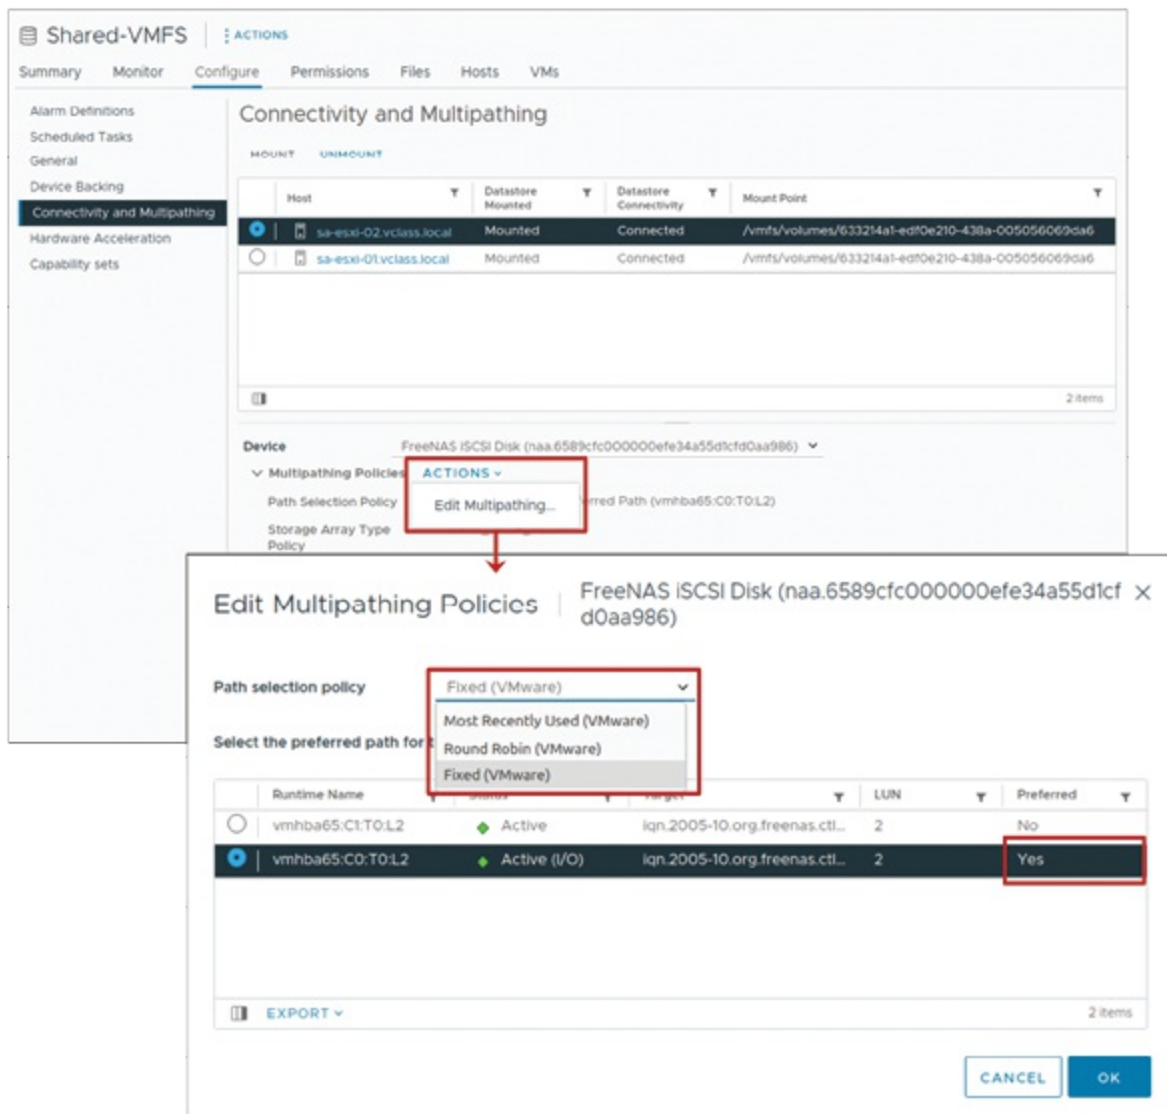 Shared-VMFS ACTIONS
Summary Monitor Configure Permissions Files Hosts VMs
Alarm Definitions
Scheduled Tasks
General
Device Backing
Connectivity and Multipathing
Hardware Acceleration
Capability sets
Connectivity and Multipathing
MOUNT UNMOUNT
Host Datastore Mounted Datastore Connectivity Mount Point
sa-esxi-02.vclass.local Mounted Connected /vmfs/volumes/633214a1-edf0e210-438a-005056069da6
sa-esxi-01.vclass.local Mounted Connected /vmfs/volumes/633214a1-edf0e210-438a-005056069da6
2 items
Device FreeNAS iSCSI Disk (naa.6589cfc000000efe34a55d1cfd0aa986)
Multipathing Policies ACTIONS
Edit Multipathing...
Path Selection Policy erred Path (vmhba65:C0:T0:L2)
Storage Array Type
Policy
Edit Multipathing Policies FreeNAS iSCSI Disk (naa.6589cfc000000efe34a55d1cf
d0aa986)
Path selection policy Fixed (VMware)
Most Recently Used (VMware)
Round Robin (VMware)
Fixed (VMware)
Select the preferred path for t
Runtime Name Status Target LUN Preferred
vmhba65:C1:T0:L2 Active iqn.2005-10.org.freenas.ctl... 2 No
vmhba65:C0:T0:L2 Active (I/O) iqn.2005-10.org.freenas.ctl... 2 Yes
EXPORT 2 items
CANCEL OK